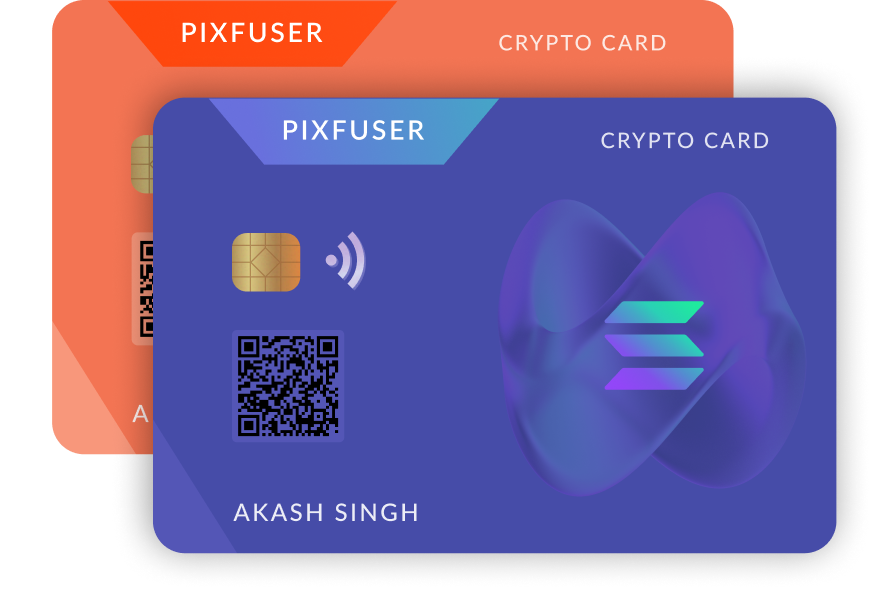 PIXFUSER
CRYPTO CARD
PIXFUSER
CRYPTO CARD
A
AKASH SINGH